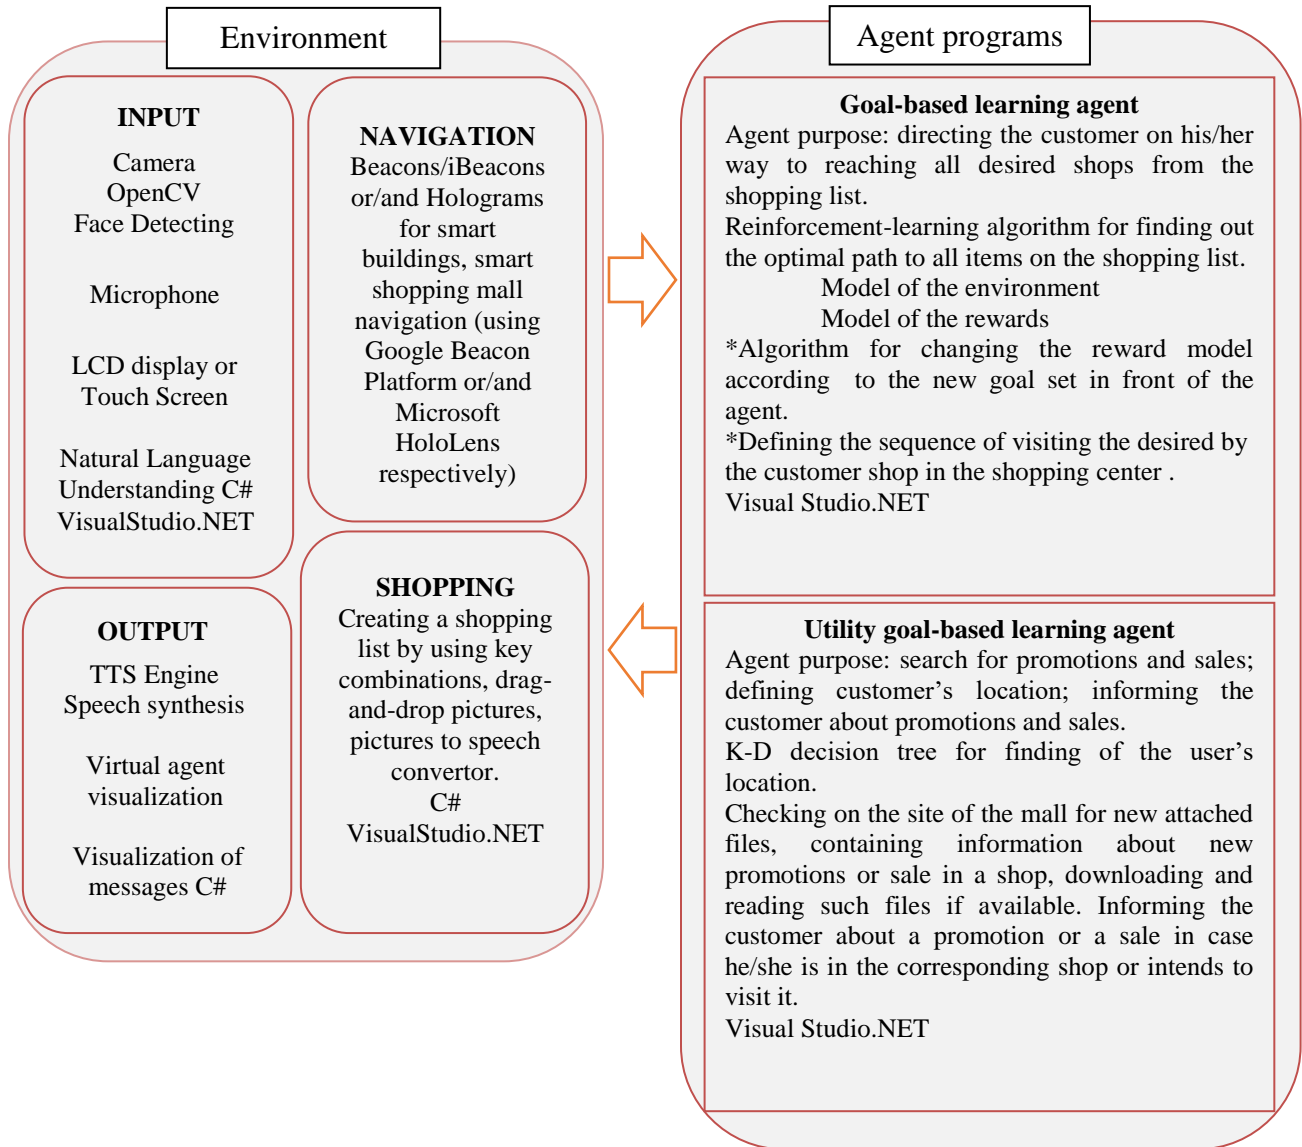 Environment
INPUT
Camera
OpenCV
Face Detecting
Microphone
LCD display or
Touch Screen
Natural Language
Understanding C#
VisualStudio.NET
NAVIGATION
Beacons/iBeacons
or/and Holograms
for smart
buildings, smart
shopping mall
navigation (using
Google Beacon
Platform or/and
Microsoft
HoloLens
respectively)
OUTPUT
TTS Engine
Speech synthesis
Virtual agent
visualization
Visualization of
messages C#
SHOPPING
Creating a shopping
list by using key
combinations, drag-
and-drop pictures,
pictures to speech
convertor.
C#
VisualStudio.NET
Agent programs
Goal-based learning agent
Agent purpose: directing the customer on his/her
way to reaching all desired shops from the
shopping list.
Reinforcement-learning algorithm for finding out
the optimal path to all items on the shopping list.
Model of the environment
Model of the rewards
*Algorithm for changing the reward model
according to the new goal set in front of the
agent.
*Defining the sequence of visiting the desired by
the customer shop in the shopping center .
Visual Studio.NET
Utility goal-based learning agent
Agent purpose: search for promotions and sales;
defining customer's location; informing the
customer about promotions and sales.
K-D decision tree for finding of the user's
location.
Checking on the site of the mall for new attached
files, containing information about new
promotions or sale in a shop, downloading and
reading such files if available. Informing the
customer about a promotion or a sale in case
he/she is in the corresponding shop or intends to
visit it.
Visual Studio.NET